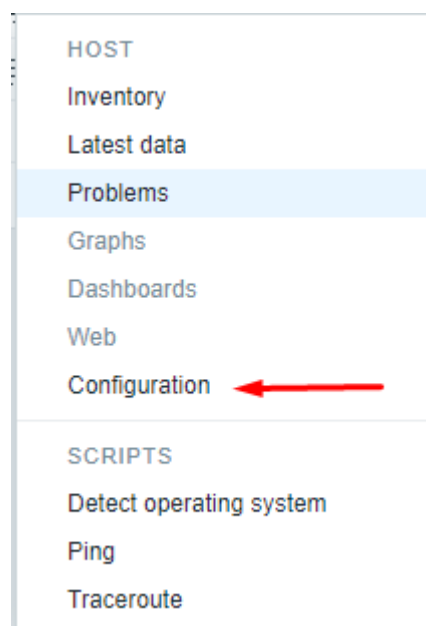 HOST
Inventory
Latest data
Problems
Graphs
Dashboards
Web
Configuration
SCRIPTS
Detect operating system
Ping
Traceroute